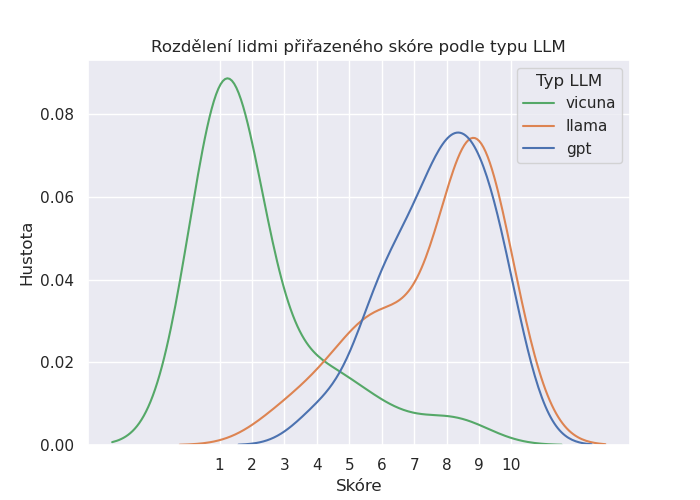 Rozdělení lidmi přiřazeného skóre podle typu LLM
Typ LLM
vicuna
llama
gpt
Hustota
0.08
0.06
0.04
0.02
0.00
1 2 3 4 5 6 7 8 9 10
Skóre